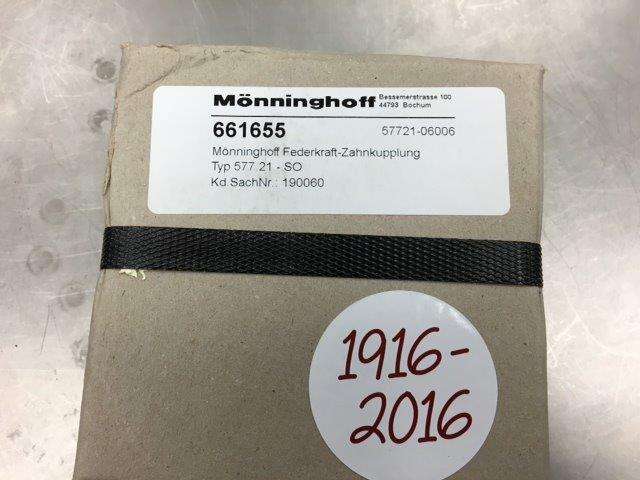 Mönninghoff
Bessemerstrasse 100
44793 Bochum
661655 57721-06006
Mönninghoff Federkraft-Zahnkupplung
Typ 577.21 - SO
Kd.SachNr.: 190060
1916-
2016